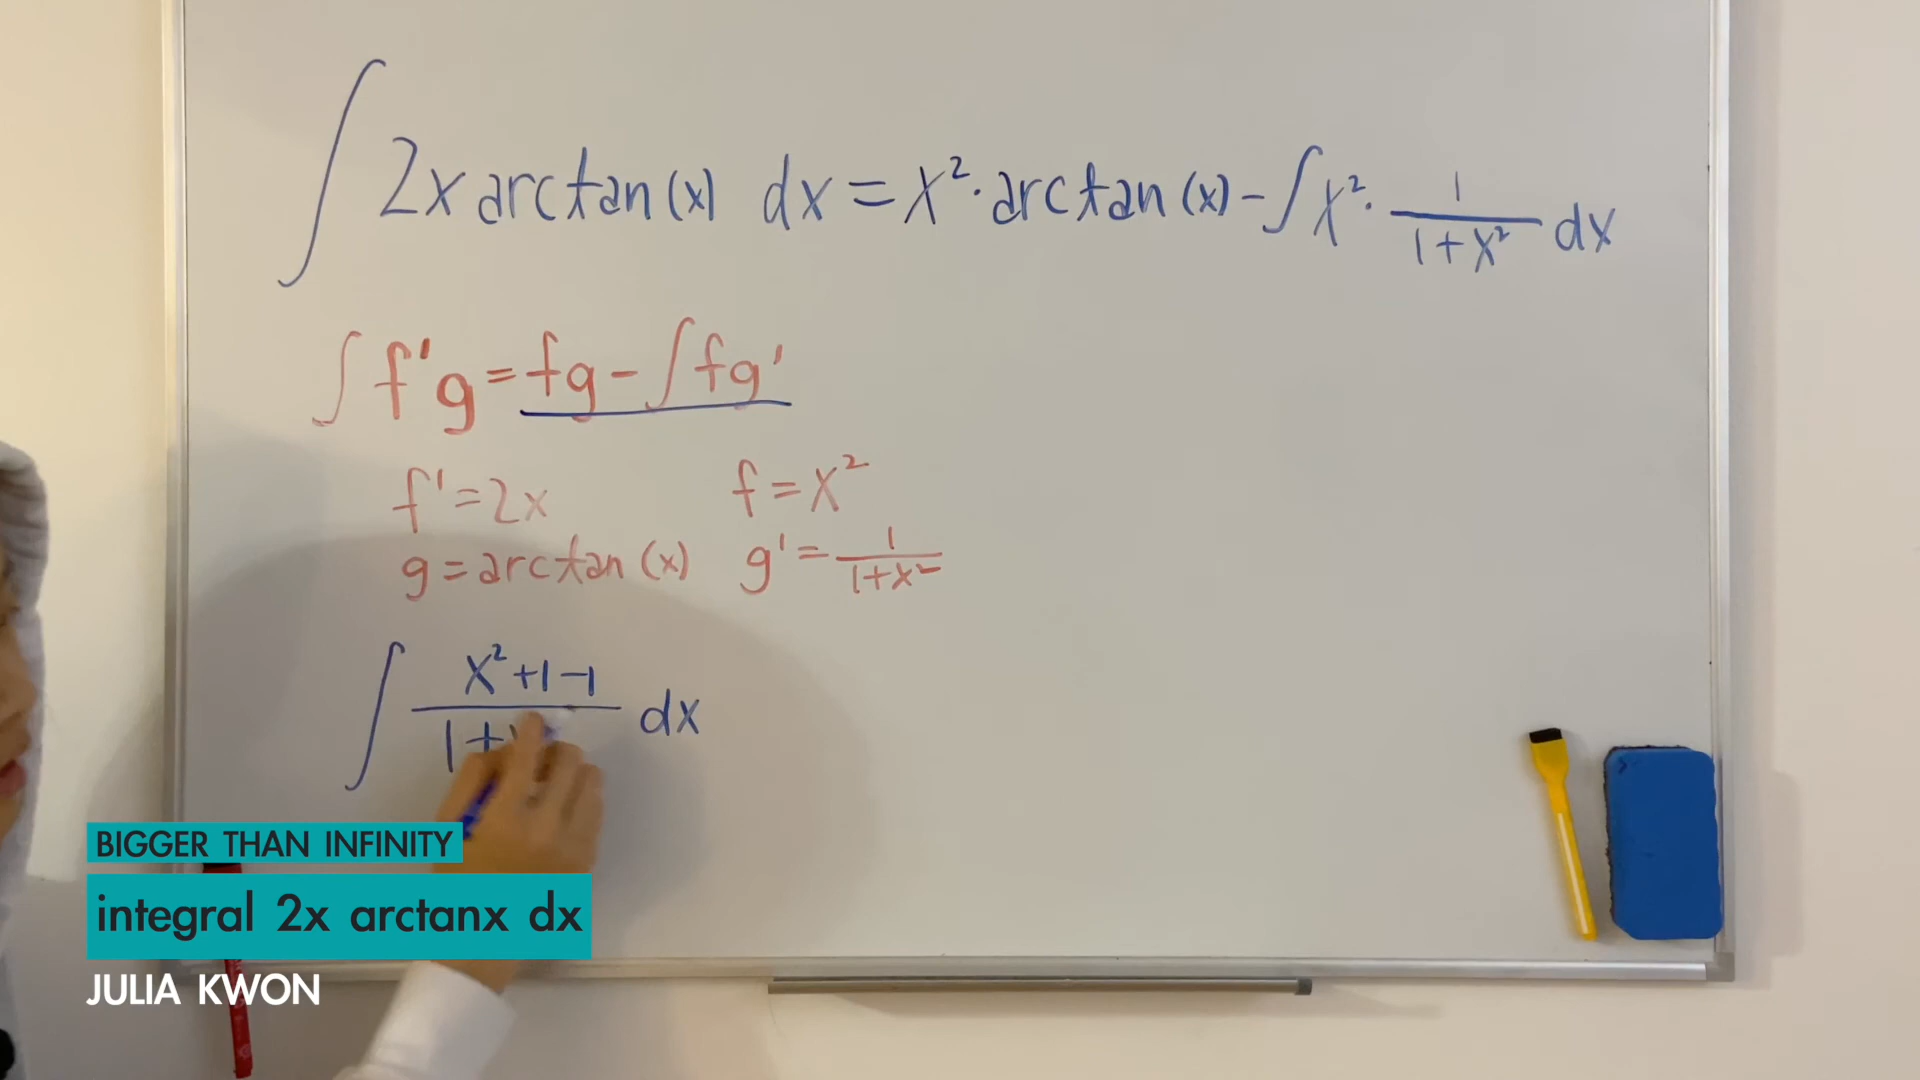 ∫ 2x arctan(x) dx = x²·arctan(x) - ∫ x²· 1/(1+x²) dx
∫ f'g = fg - ∫ fg'
f' = 2x f = x²
g = arctan(x) g' = 1/(1+x²)
∫ (x²+1-1)/(1+ dx
BIGGER THAN INFINITY
integral 2x arctanx dx
JULIA KWON